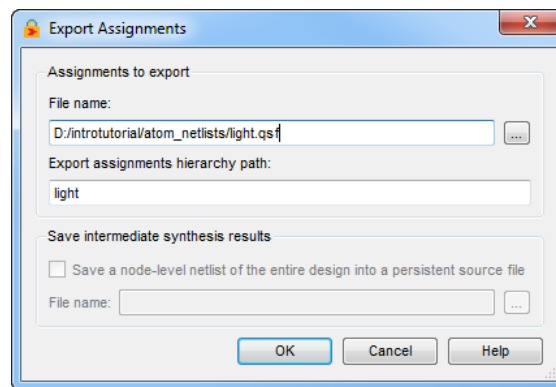 Export Assignments
Assignments to export
File name:
D:/introtutorial/atom_netlists/light.qsf
...
Export assignments hierarchy path:
light
Save intermediate synthesis results
Save a node-level netlist of the entire design into a persistent source file
File name:
...
OK
Cancel
Help